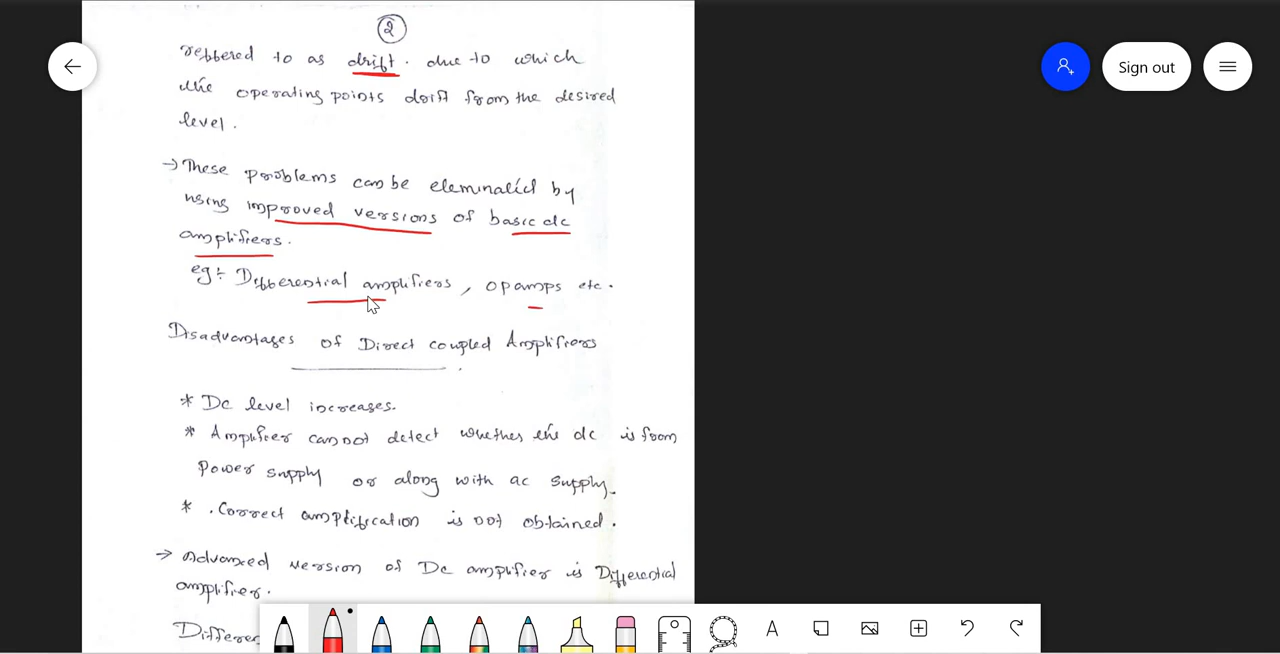 2
reffered to as drift. due to which
the operating points drift from the desired
level.
→ These problems can be eleminated by
using improved versions of basic dc
amplifiers.
eg:- Differential amplifiers, opamps etc.
Disadvantages of Direct coupled Amplifiers
* Dc level increases.
* Amplifier cannot detect whether the dc is from
power supply or along with ac supply.
* . Correct amplification is not obtained.
→ Advanced version of Dc amplifier is Differential
amplifier.
Differen
Sign out
A